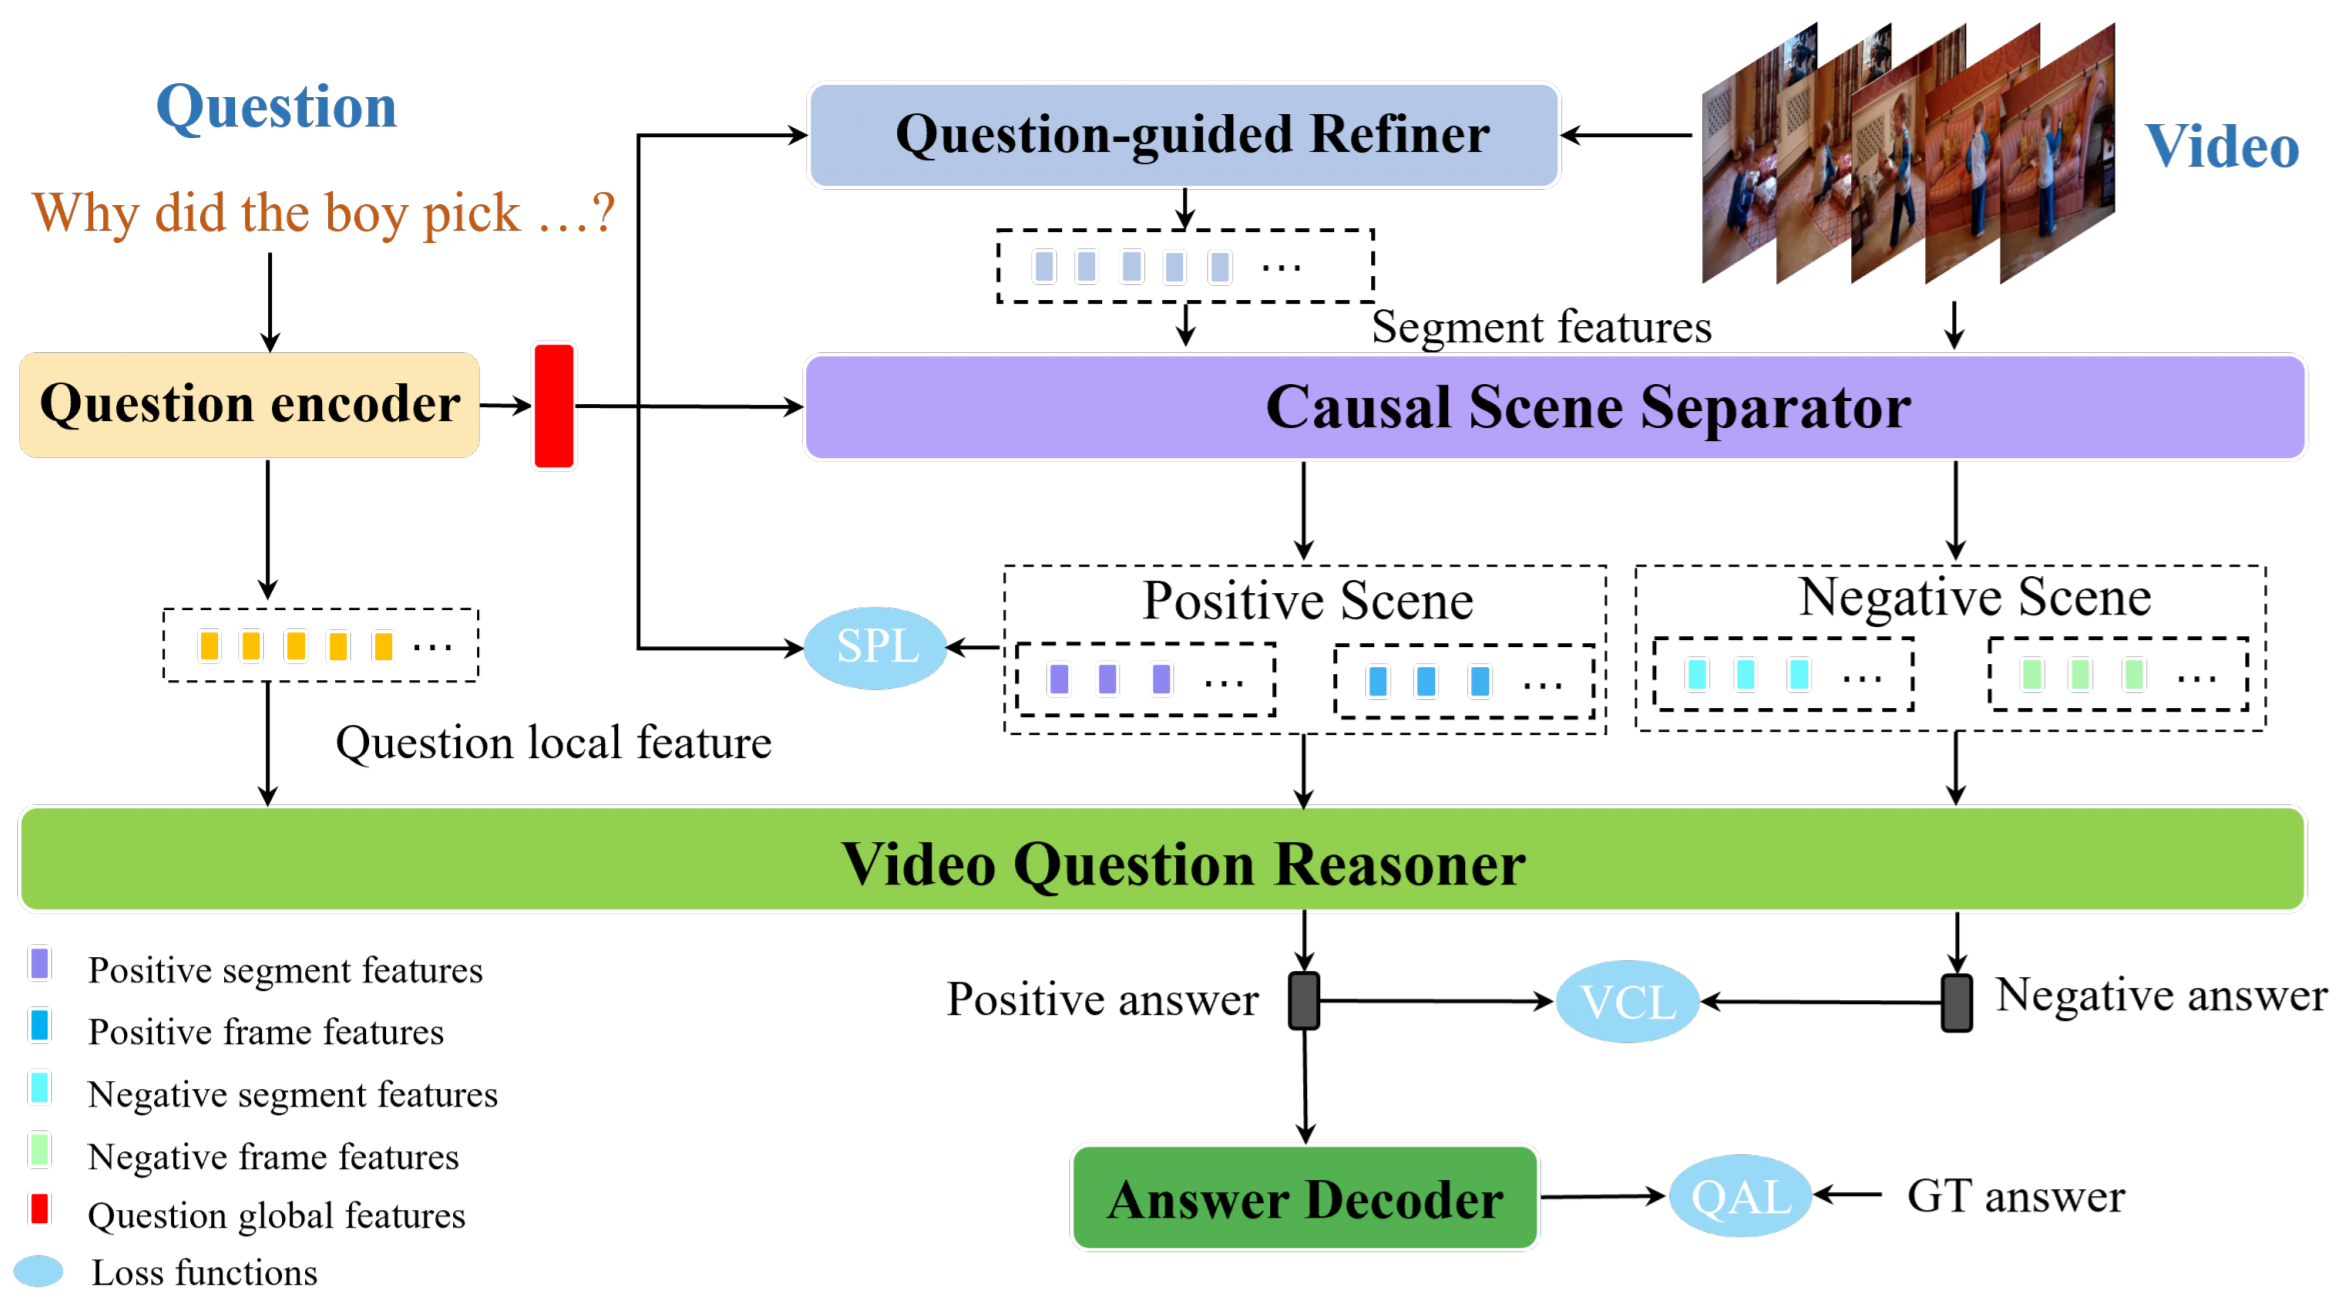 Question
Why did the boy pick …?
Question-guided Refiner
Video
…
Segment features
Question encoder
Causal Scene Separator
Positive Scene
Negative Scene
SPL
…
…
…
…
…
Question local feature
Video Question Reasoner
Positive answer
VCL
Negative answer
Answer Decoder
QAL
GT answer
Positive segment features
Positive frame features
Negative segment features
Negative frame features
Question global features
Loss functions